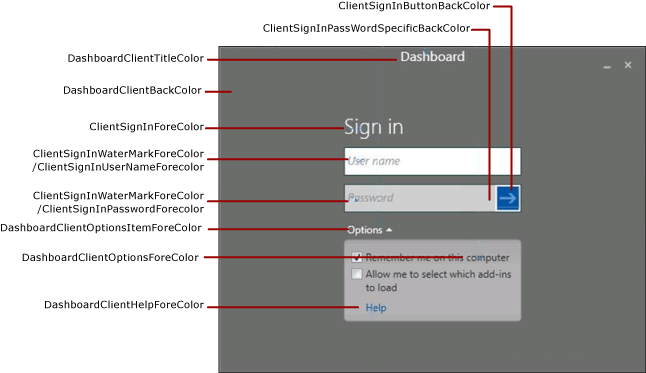 ClientSignInButtonBackColor
ClientSignInPassWordSpecificBackColor
DashboardClientTitleColor
Dashboard
DashboardClientBackColor
ClientSignInForeColor
Sign in
ClientSignInWaterMarkForeColor
/ClientSignInUserNameForecolor
User name
ClientSignInWaterMarkForeColor
/ClientSignInPasswordForecolor
Password
DashboardClientOptionsItemForeColor
Options
DashboardClientOptionsForeColor
Remember me on this computer
Allow me to select which add-ins
to load
DashboardClientHelpForeColor
Help